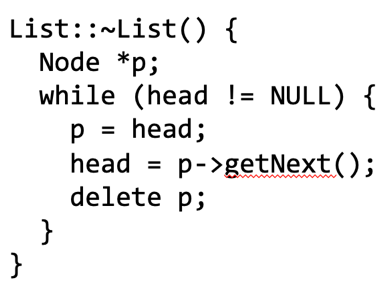 List::~List() {
  Node *p;
  while (head != NULL) {
    p = head;
    head = p->getNext();
    delete p;
  }
}